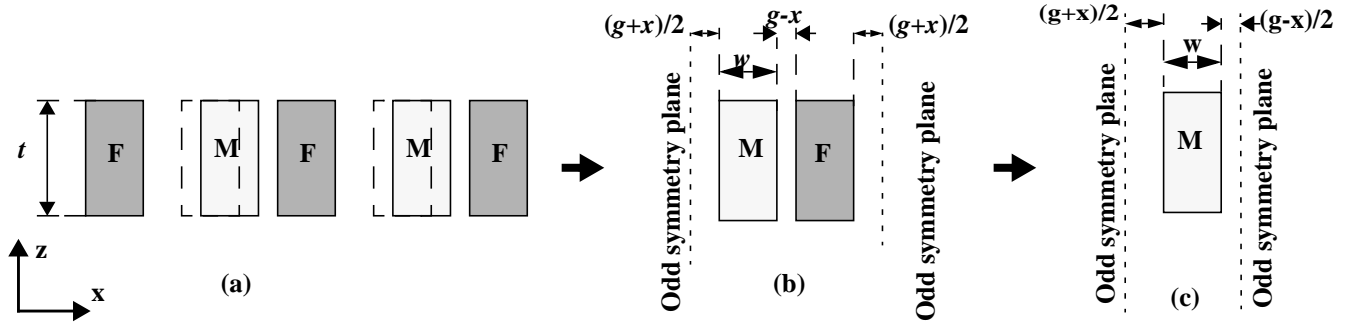 t
F
M
F
M
F
z
x
(a)
(g+x)/2
g-x
(g+x)/2
w
Odd symmetry plane
M
F
Odd symmetry plane
(b)
(g+x)/2
(g-x)/2
w
Odd symmetry plane
M
Odd symmetry plane
(c)